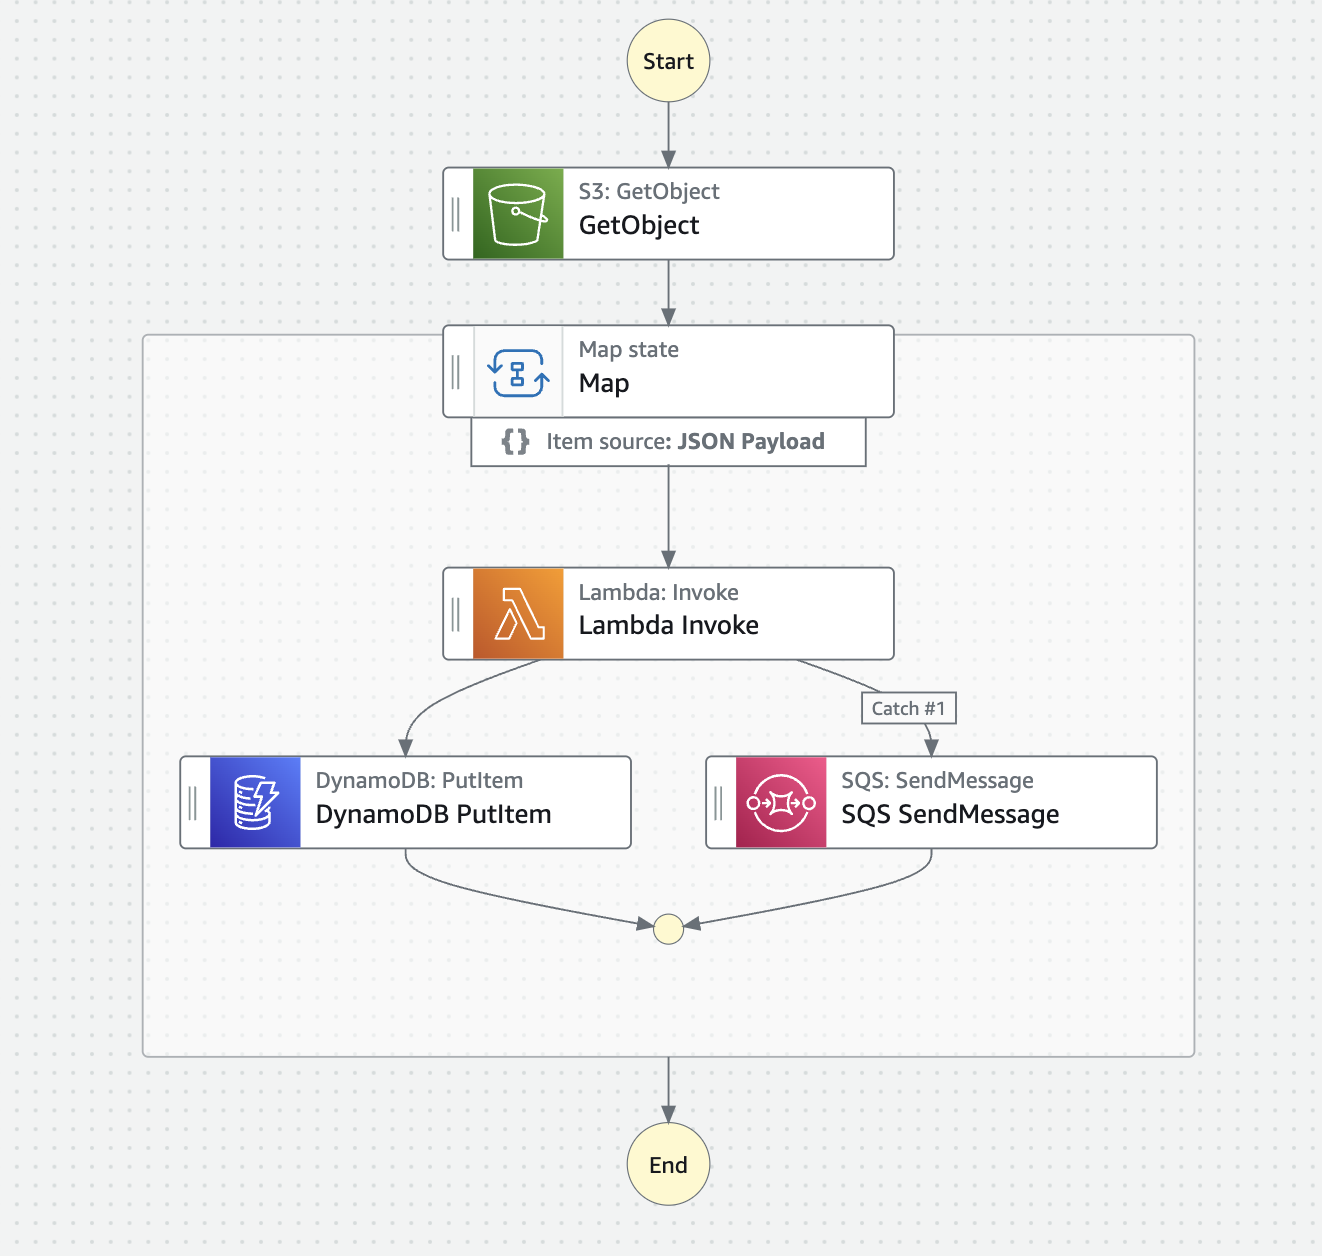 Start
S3: GetObject
GetObject
Map state
Map
{} Item source: JSON Payload
Lambda: Invoke
Lambda Invoke
Catch #1
DynamoDB: PutItem
DynamoDB PutItem
SQS: SendMessage
SQS SendMessage
End